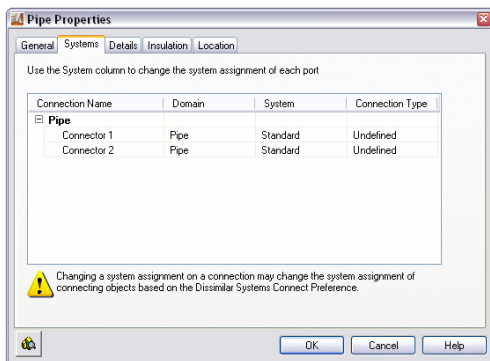 Pipe Properties
General Systems Details Insulation Location
Use the System column to change the system assignment of each port
Connection Name Domain System Connection Type
Pipe
Connector 1 Pipe Standard Undefined
Connector 2 Pipe Standard Undefined
Changing a system assignment on a connection may change the system assignment of
connecting objects based on the Dissimilar Systems Connect Preference.
OK Cancel Help